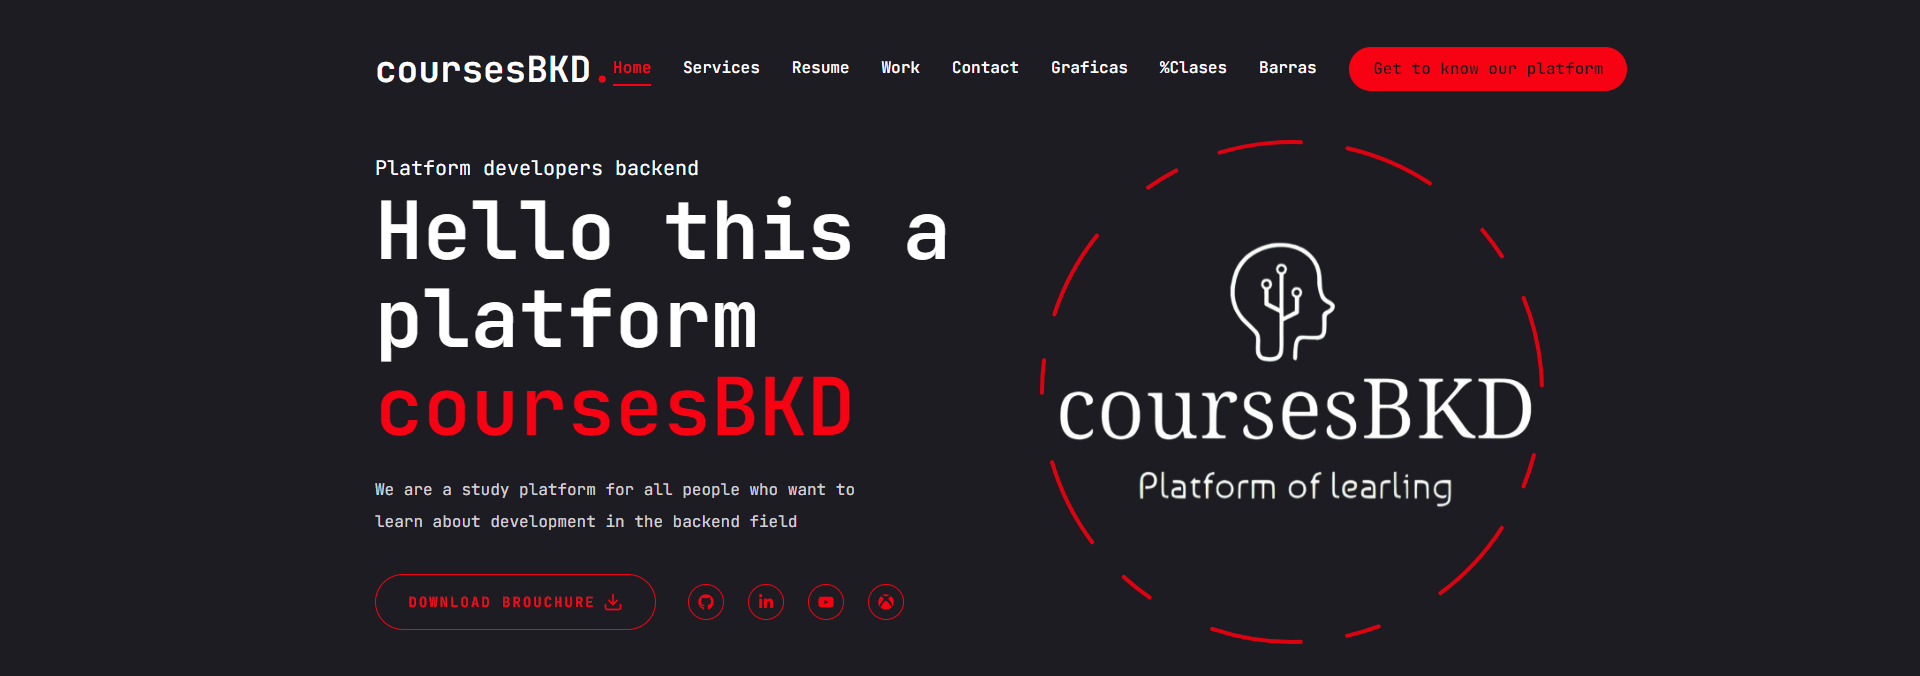 coursesBKD. Home Services Resume Work Contact Graficas %Clases Barras Get to know our platform
Platform developers backend
Hello this a
platform
coursesBKD
We are a study platform for all people who want to
learn about development in the backend field
DOWNLOAD BROUCHURE
in
coursesBKD
Platform of learling